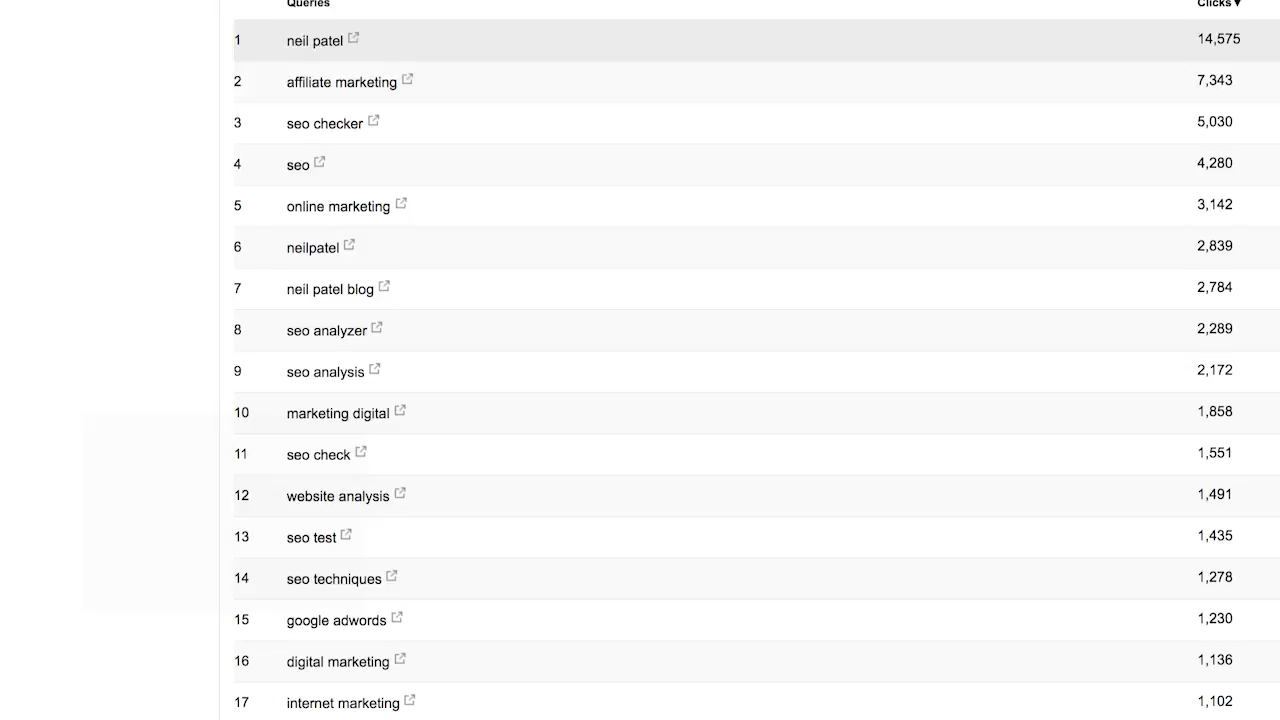 Queries Clicks▼
1 neil patel 14,575
2 affiliate marketing 7,343
3 seo checker 5,030
4 seo 4,280
5 online marketing 3,142
6 neilpatel 2,839
7 neil patel blog 2,784
8 seo analyzer 2,289
9 seo analysis 2,172
10 marketing digital 1,858
11 seo check 1,551
12 website analysis 1,491
13 seo test 1,435
14 seo techniques 1,278
15 google adwords 1,230
16 digital marketing 1,136
17 internet marketing 1,102